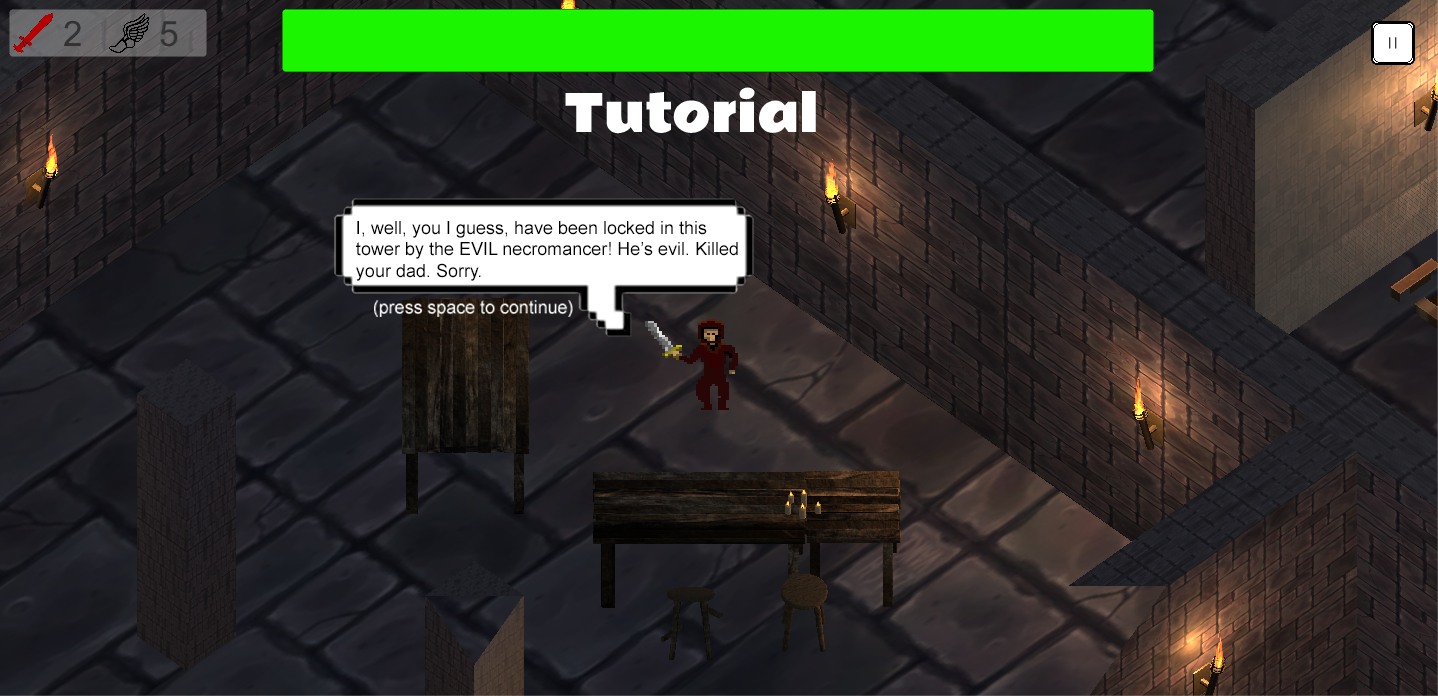 2 5
Tutorial
I, well, you I guess, have been locked in this
tower by the EVIL necromancer! He's evil. Killed
your dad. Sorry.
(press space to continue)